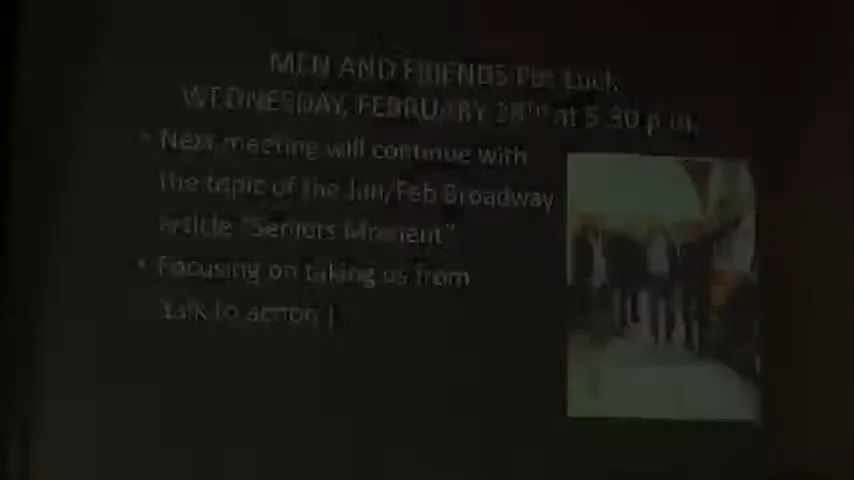 MEN AND FRIENDS Pot Luck
WEDNESDAY, FEBRUARY 28TH at 5:30 p.m.
• Next meeting will continue with
the topic of the Jan/Feb Broadway
article "Seniors Moment"
• Focusing on taking us from
talk to action !